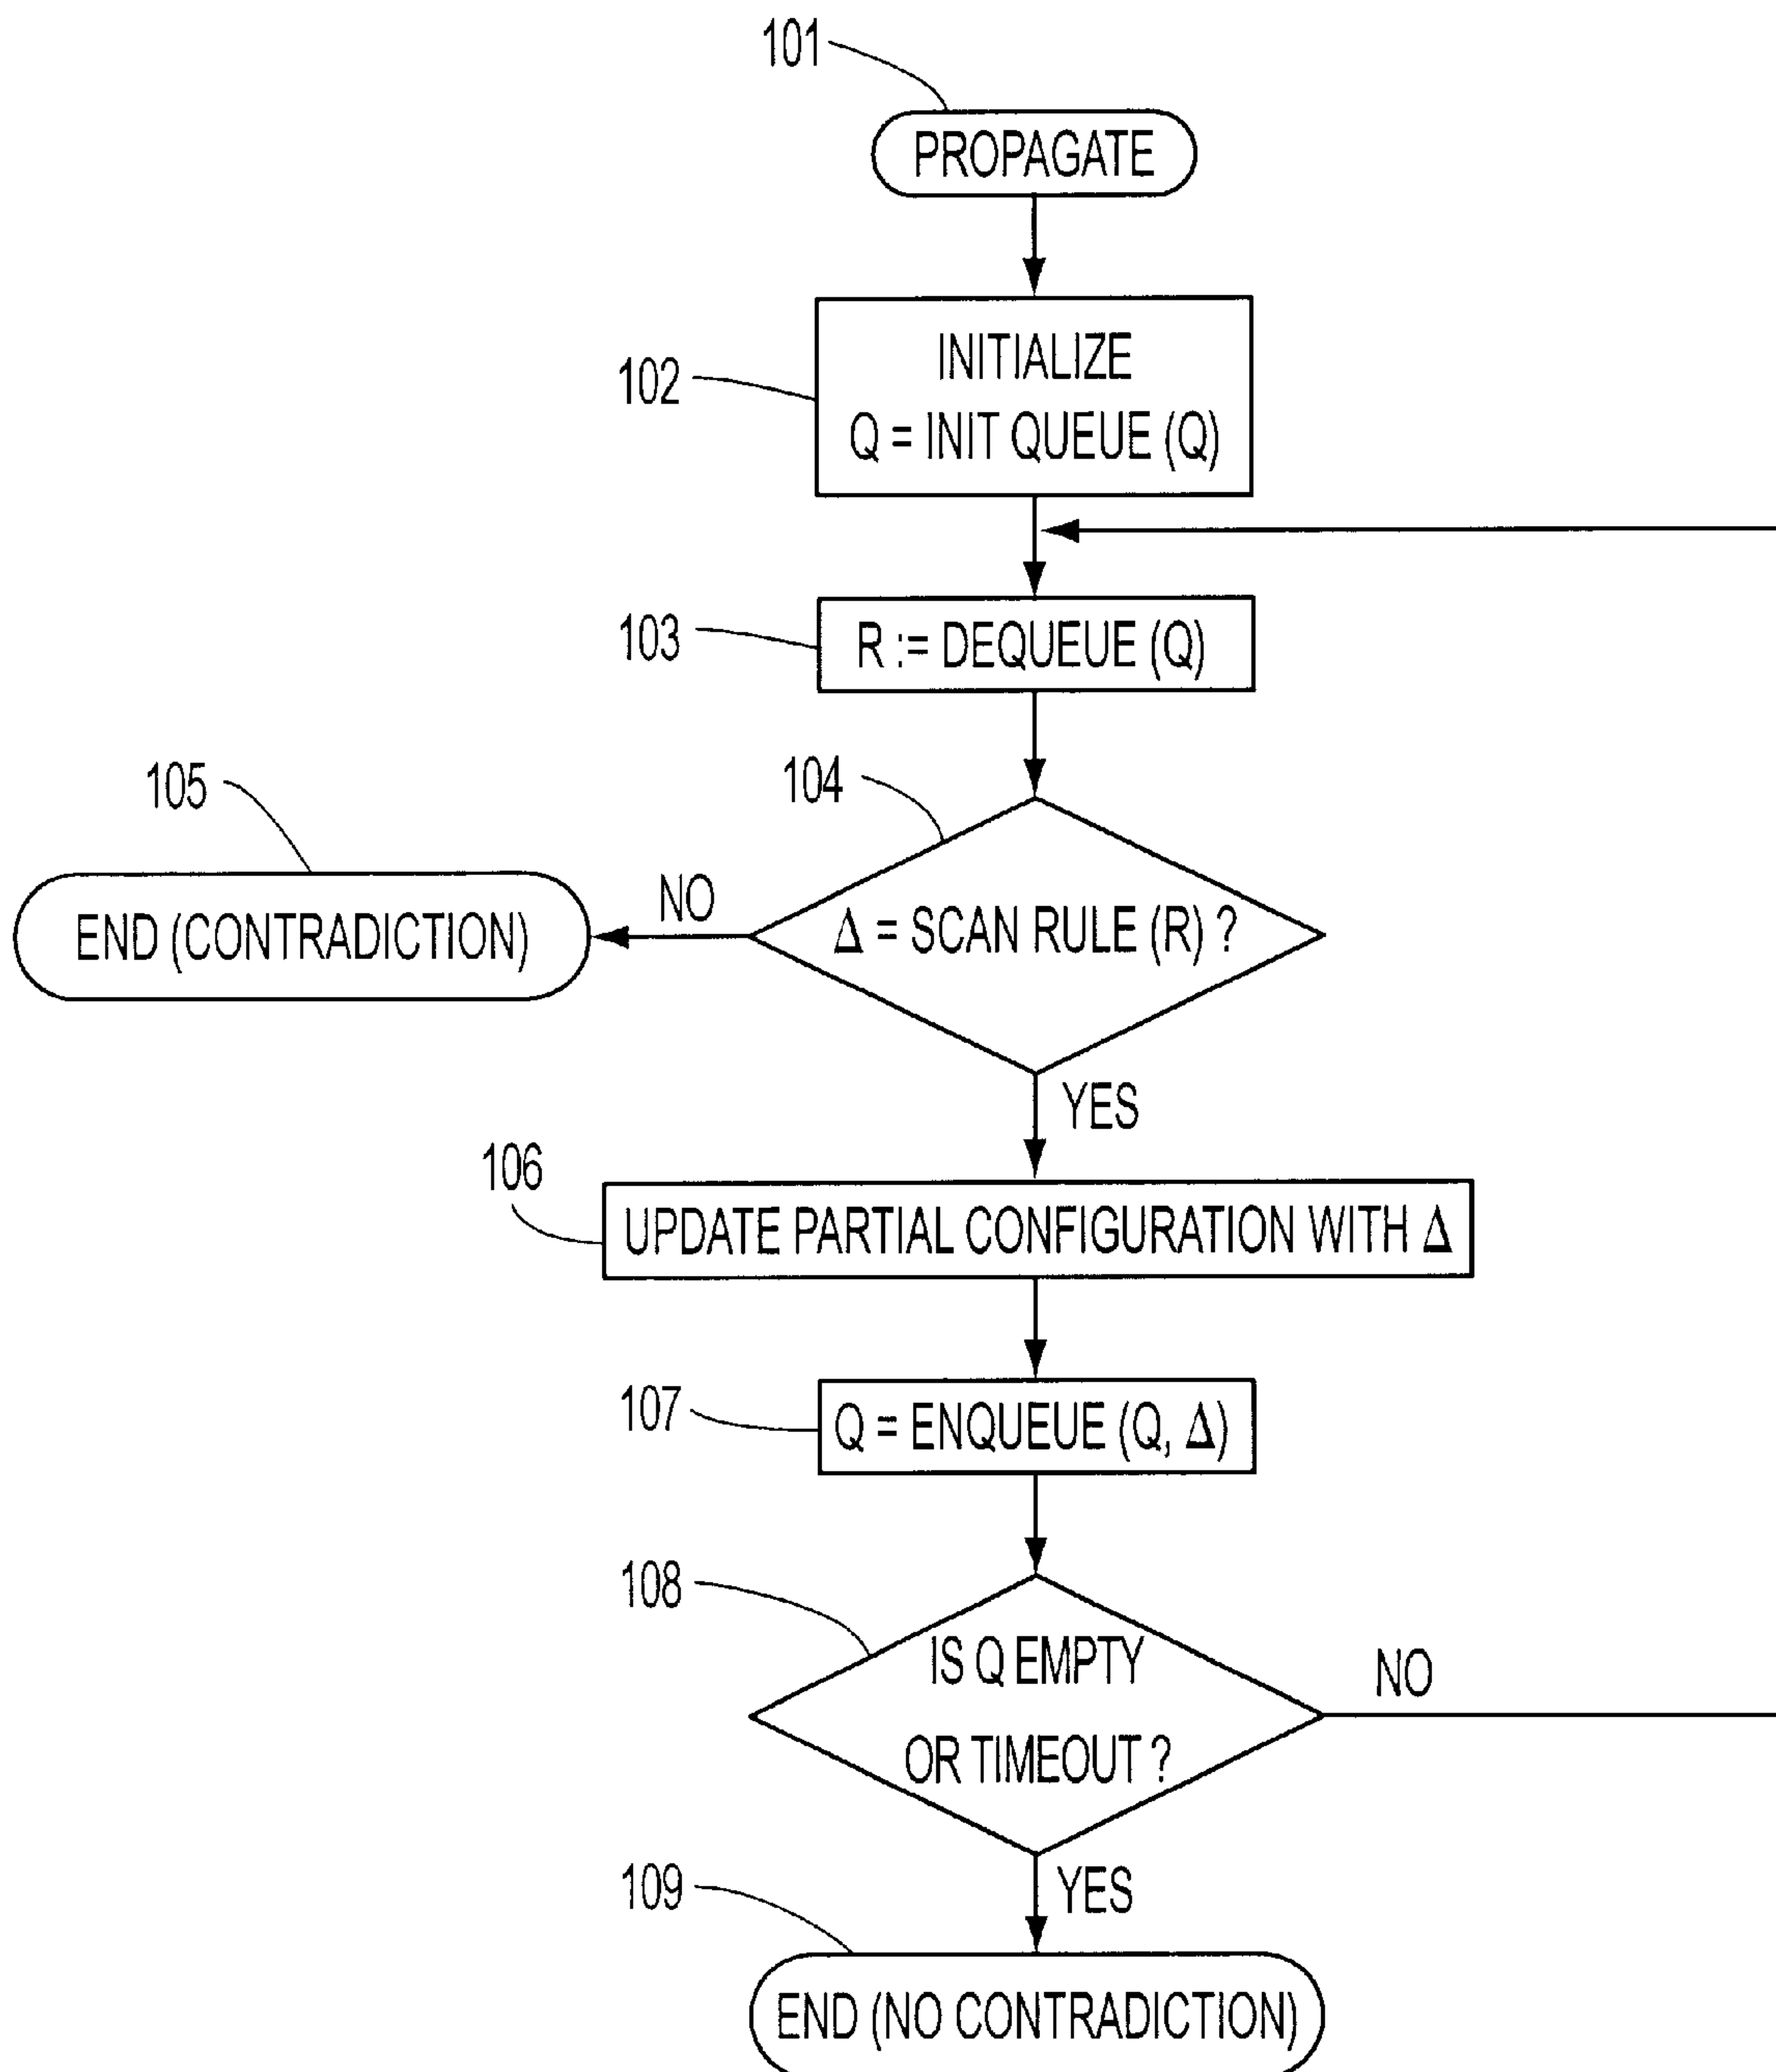 101
PROPAGATE
102
INITIALIZE
Q = INIT QUEUE (Q)
103
R := DEQUEUE (Q)
104
105
NO
Δ = SCAN RULE (R) ?
END (CONTRADICTION)
YES
106
UPDATE PARTIAL CONFIGURATION WITH Δ
107
Q = ENQUEUE (Q, Δ)
108
IS Q EMPTY
OR TIMEOUT ?
NO
109
YES
END (NO CONTRADICTION)